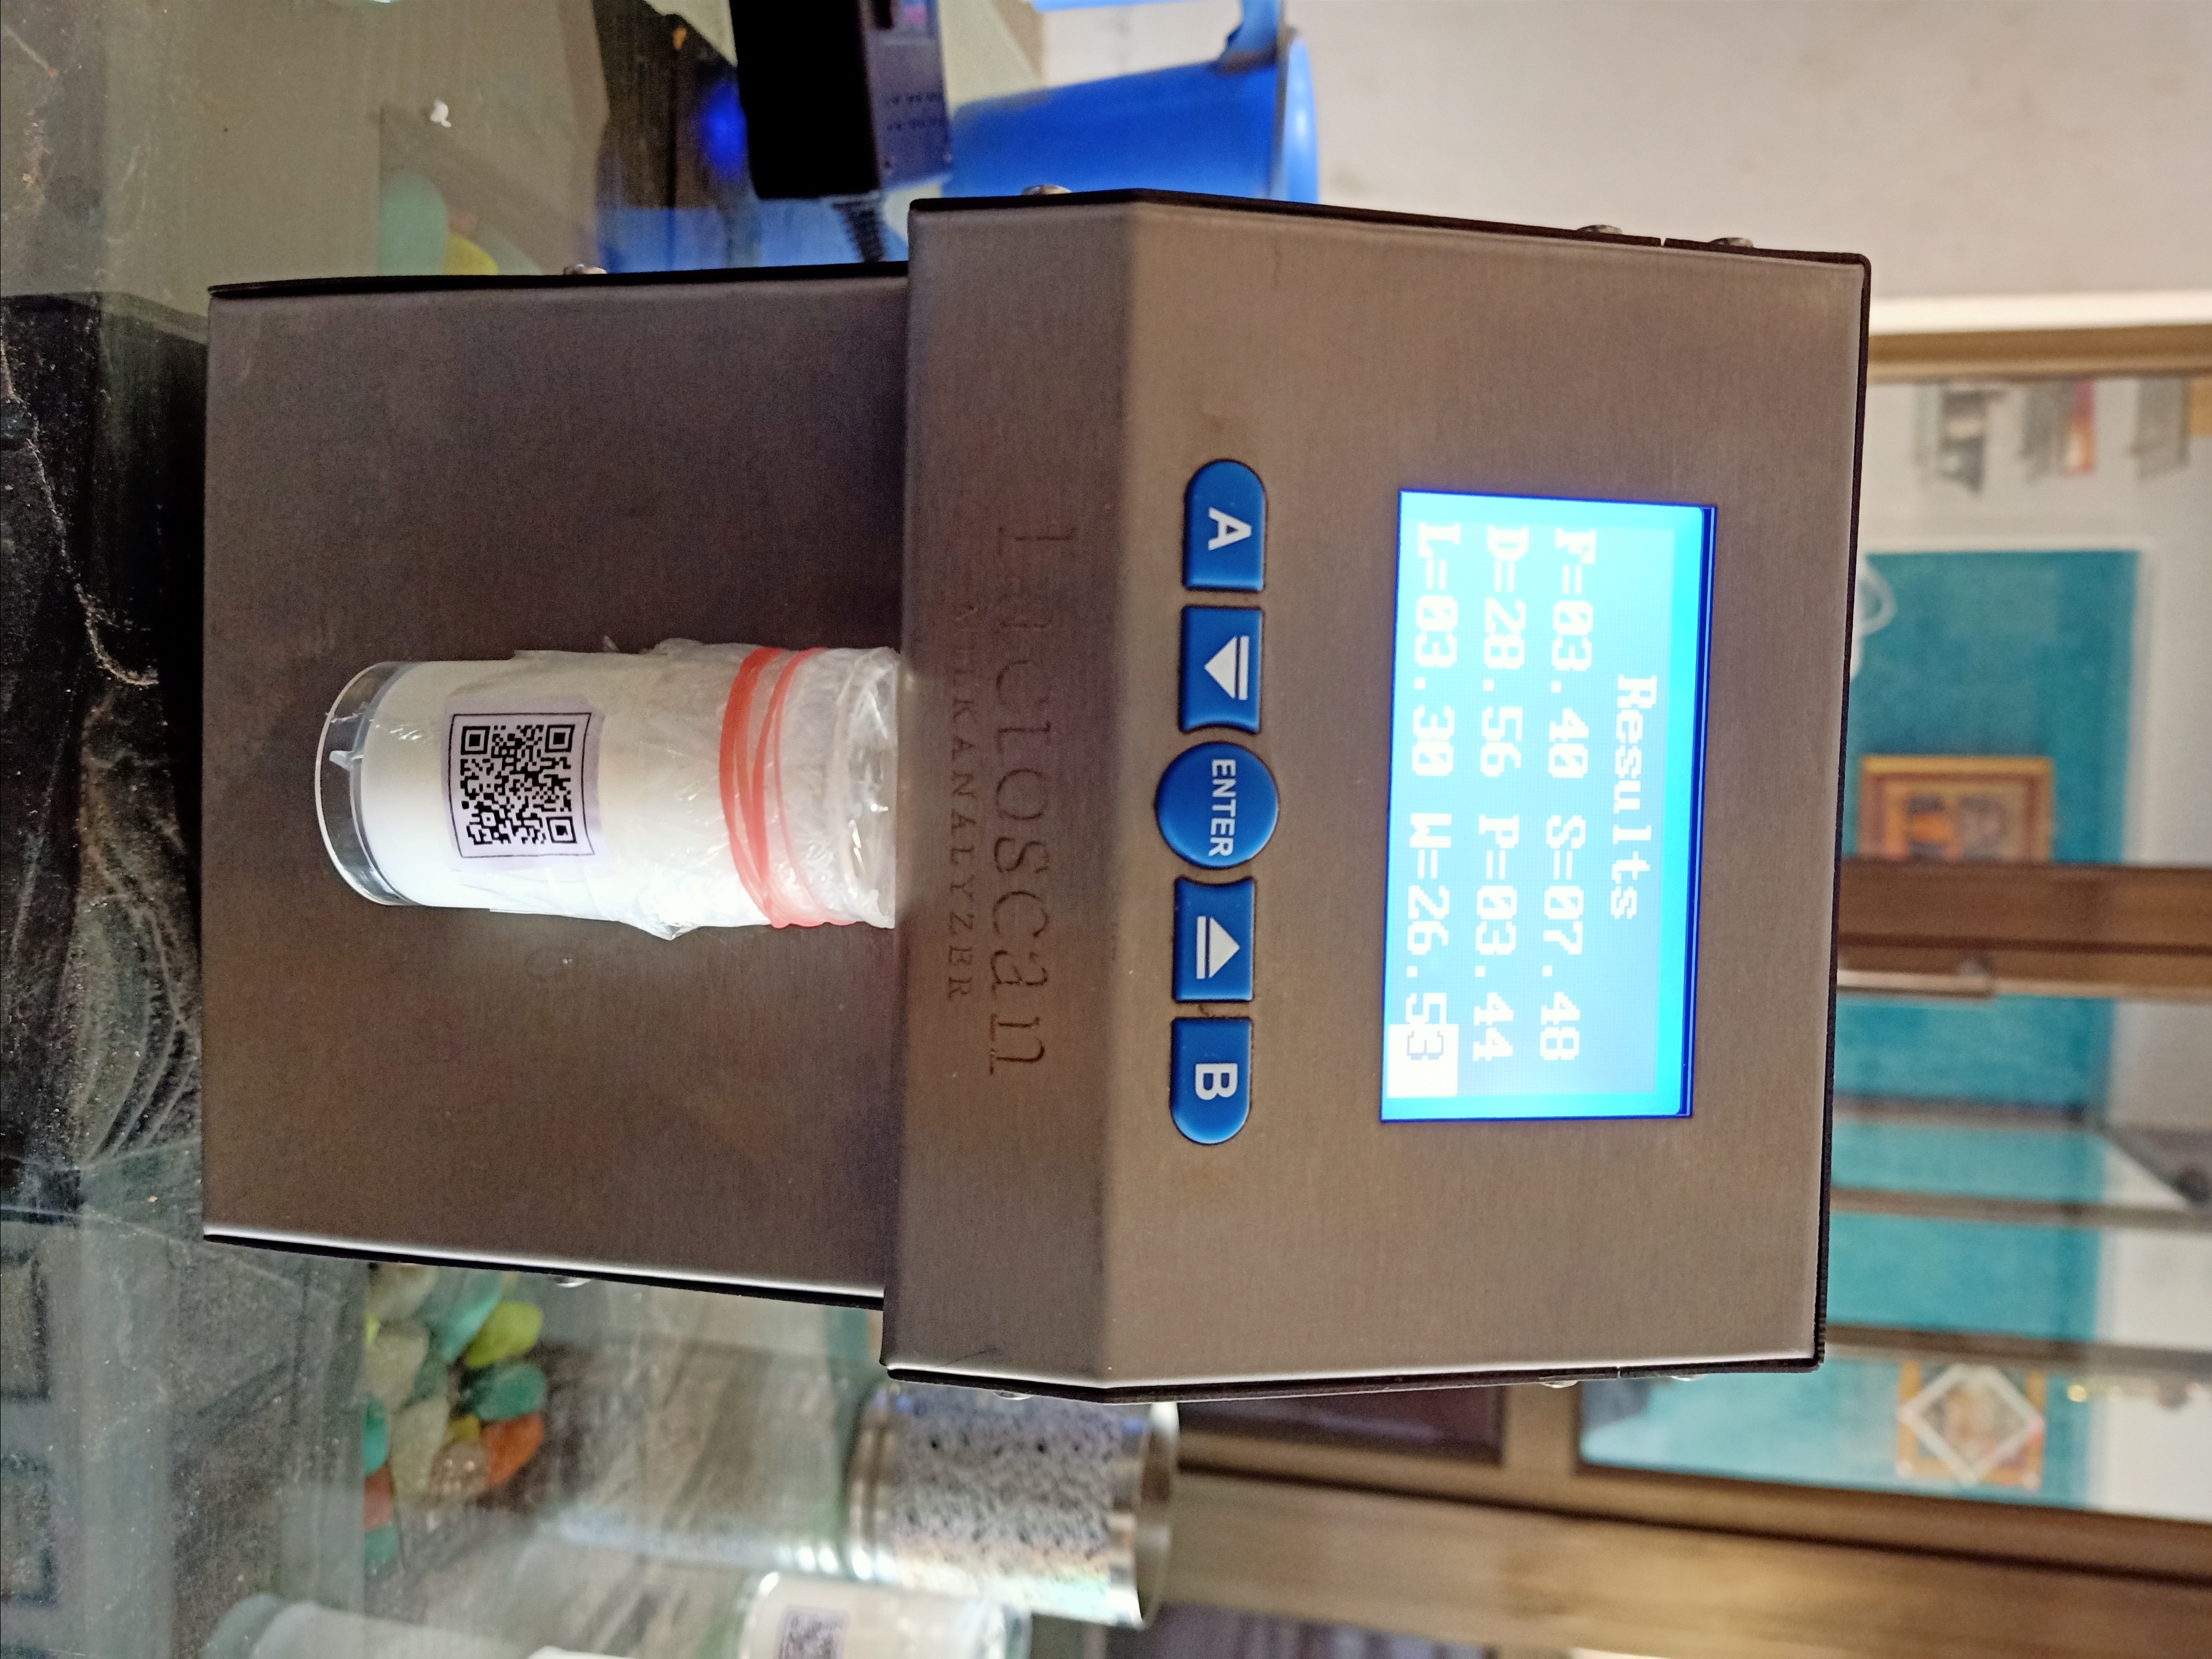 Results
F=03.40 S=07.48
D=28.56 P=03.44
L=03.30 W=26.53
A
ENTER
B
Lactoscan
MILKANALYZER